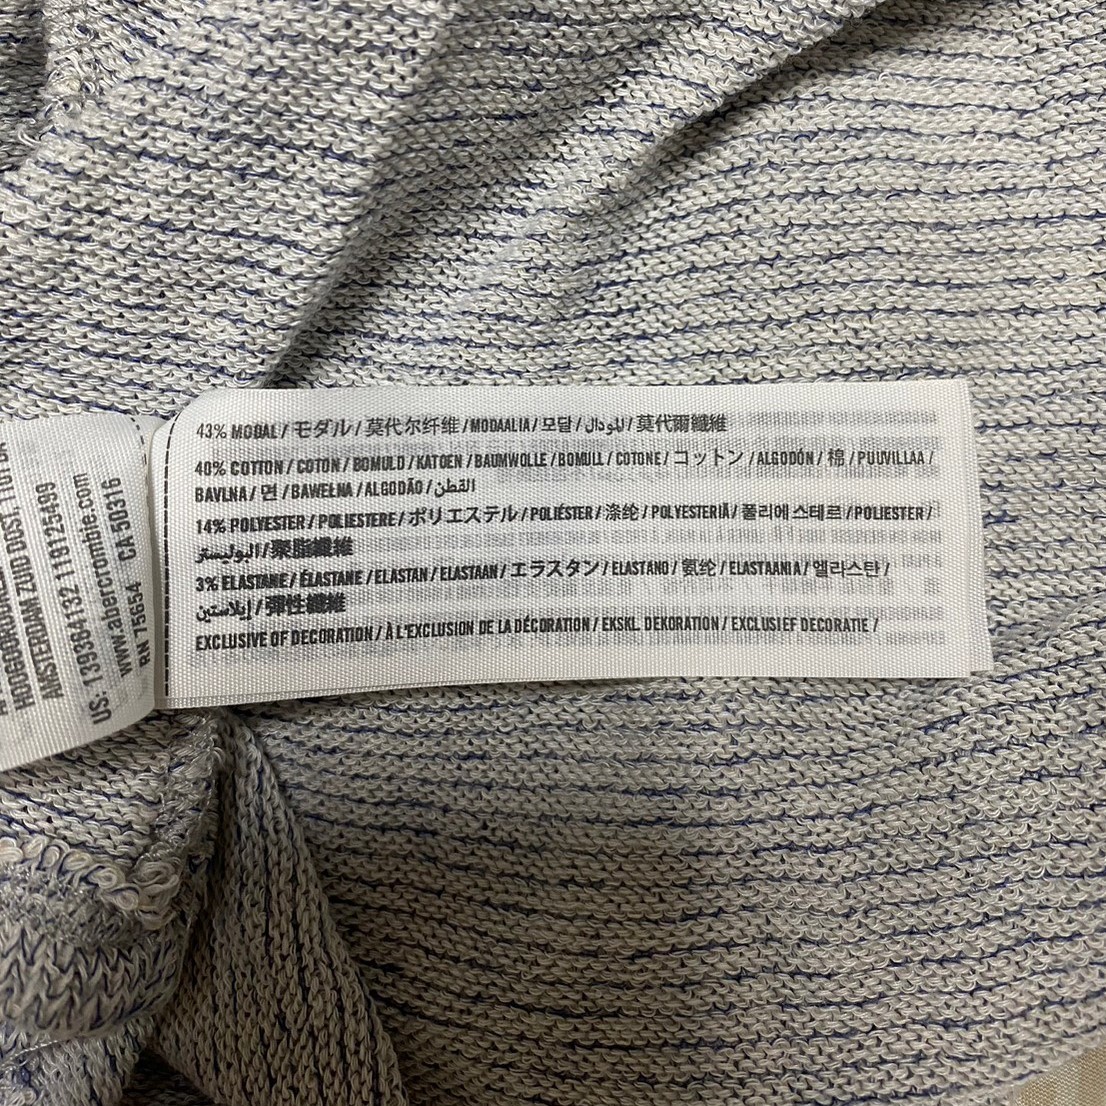 43% MODAL / モダル / 莫代尔纤维 / MODAALIA / 모달 / للودال / 莫代爾纖維
40% COTTON / COTON / BOMULD / KATOEN / BAUMWOLLE / BOMULL / COTONE / コットン / ALGODÓN / 棉 / PUUVILLAA /
BAVLNA / 면 / BAWEŁNA / ALGODÃO / القطن
14% POLYESTER / POLIESTERE / ポリエステル / POLIÉSTER / 涤纶 / POLYESTERIÄ / 폴리에스테르 / POLIESTER /
البوليستر / 聚脂纖維
3% ELASTANE / ÉLASTANE / ELASTAN / ELASTAAN / エラスタン / ELASTANO / 氨纶 / ELASTAANIA / 엘라스탄 /
إيلاستين / 彈性纖維
EXCLUSIVE OF DECORATION / À L'EXCLUSION DE LA DÉCORATION / EKSKL. DEKORATION / EXCLUSIEF DECORATIE /
AMSTERDAM ZUID OOST 1101 BA
US: 139364132 119725499
www.abercrombie.com
RN 75654 CA 50316